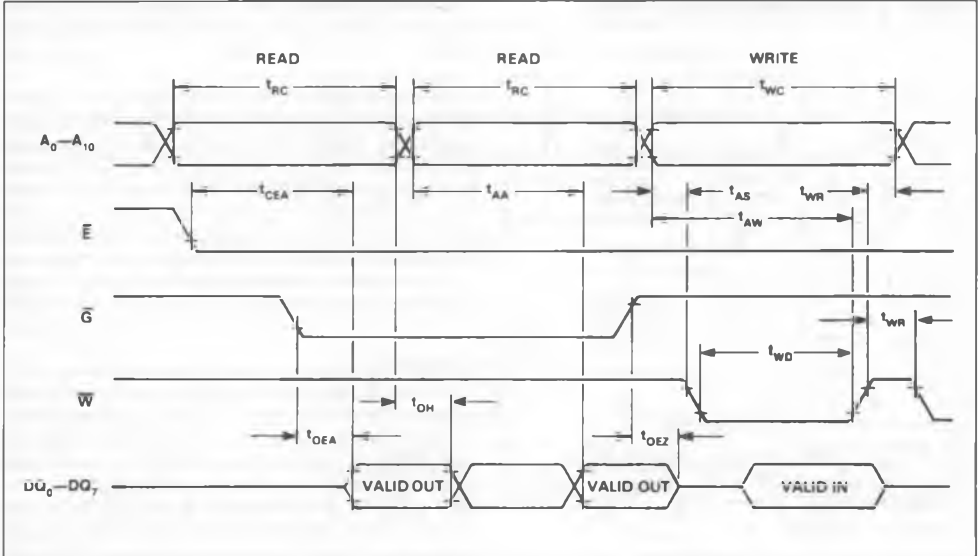 READ READ WRITE
tRC tRC tWC
A0—A10
tCEA tAA tAS tWR
tAW
E̅
G̅
tWR
tWD
W̅
tOH
tOEA tOEZ
DQ0—DQ7 VALID OUT VALID OUT VALID IN